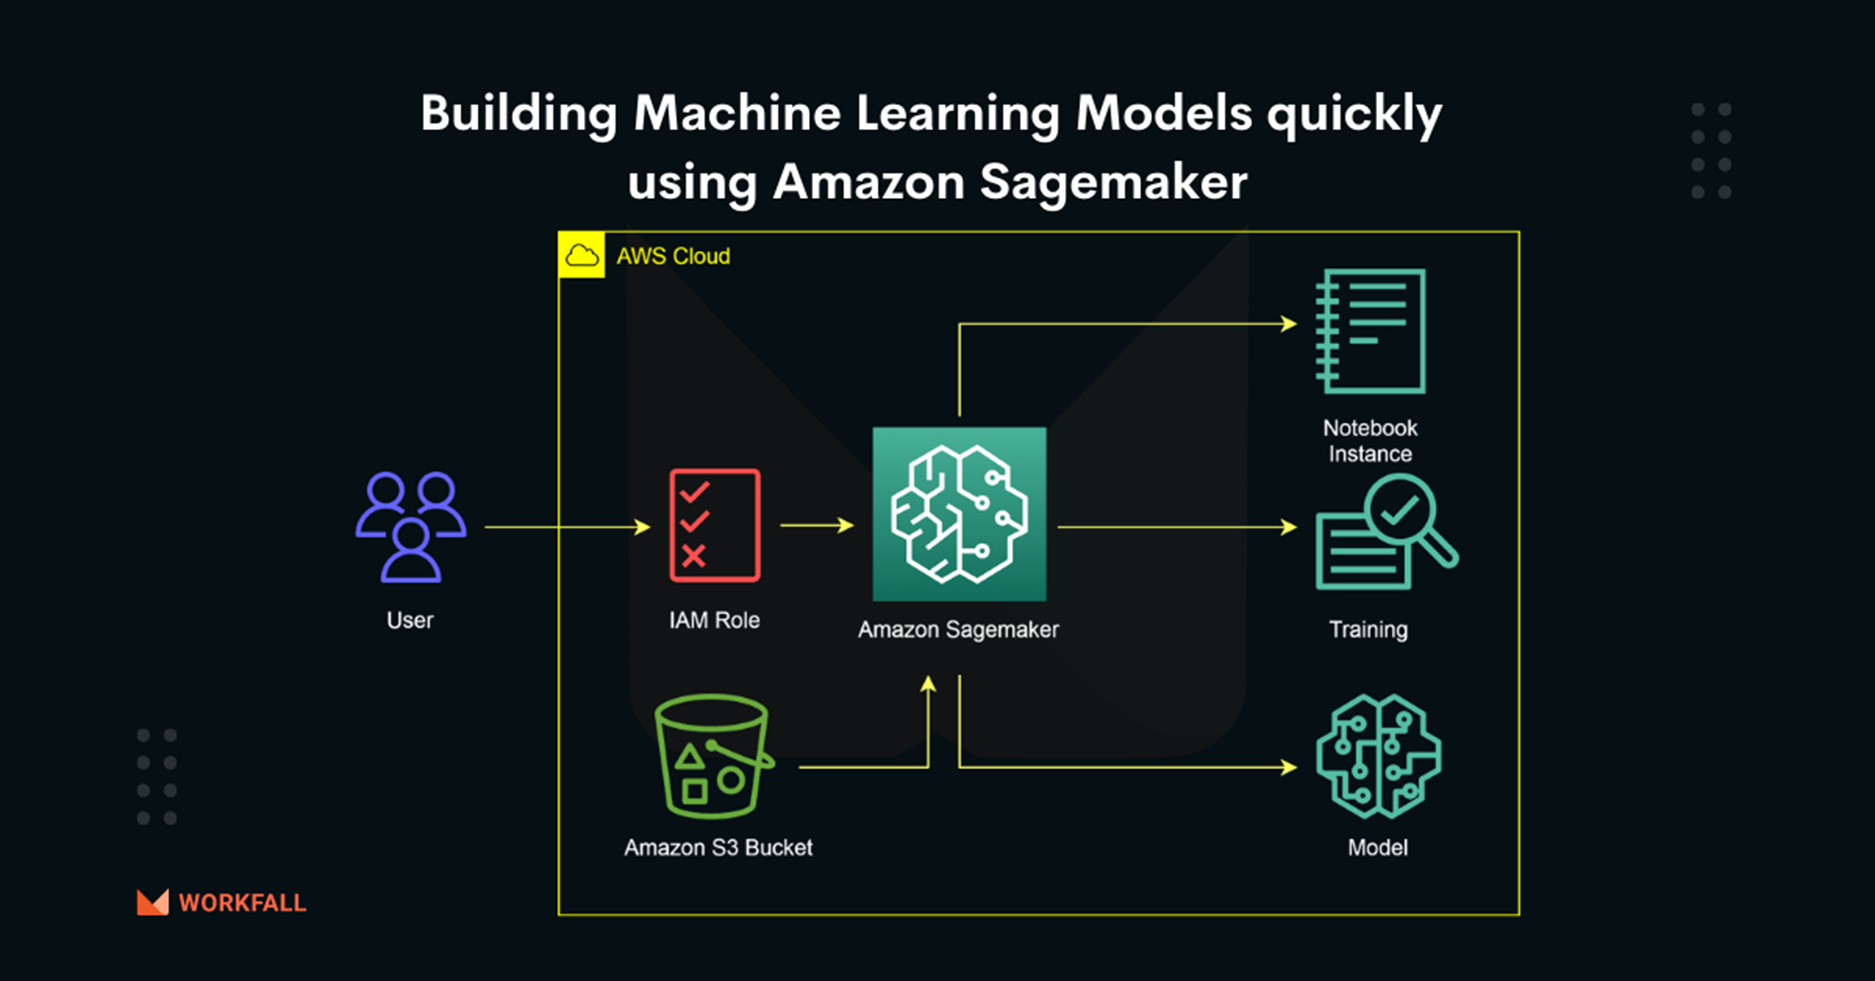 Building Machine Learning Models quickly
using Amazon Sagemaker
AWS Cloud
Notebook
Instance
User
IAM Role
Amazon Sagemaker
Training
Amazon S3 Bucket
Model
WORKFALL